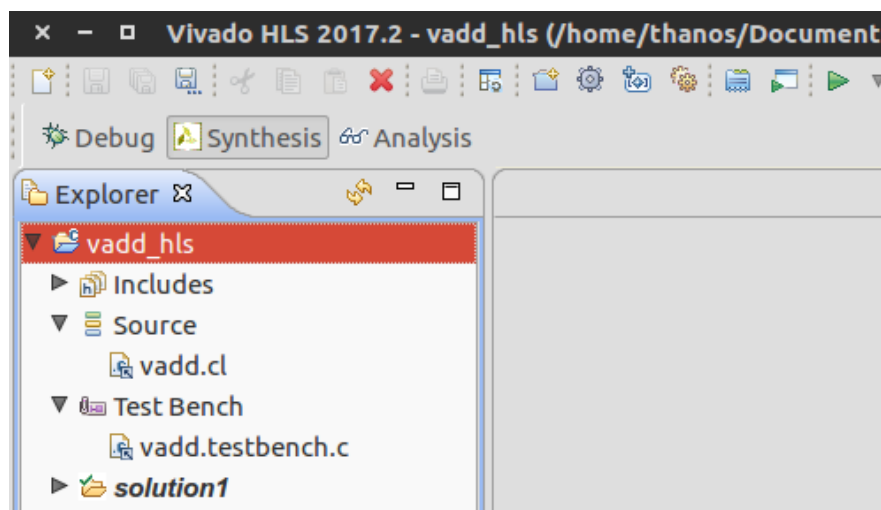 Vivado HLS 2017.2 - vadd_hls (/home/thanos/Document
Debug Synthesis Analysis
Explorer
vadd_hls
Includes
Source
vadd.cl
Test Bench
vadd.testbench.c
solution1